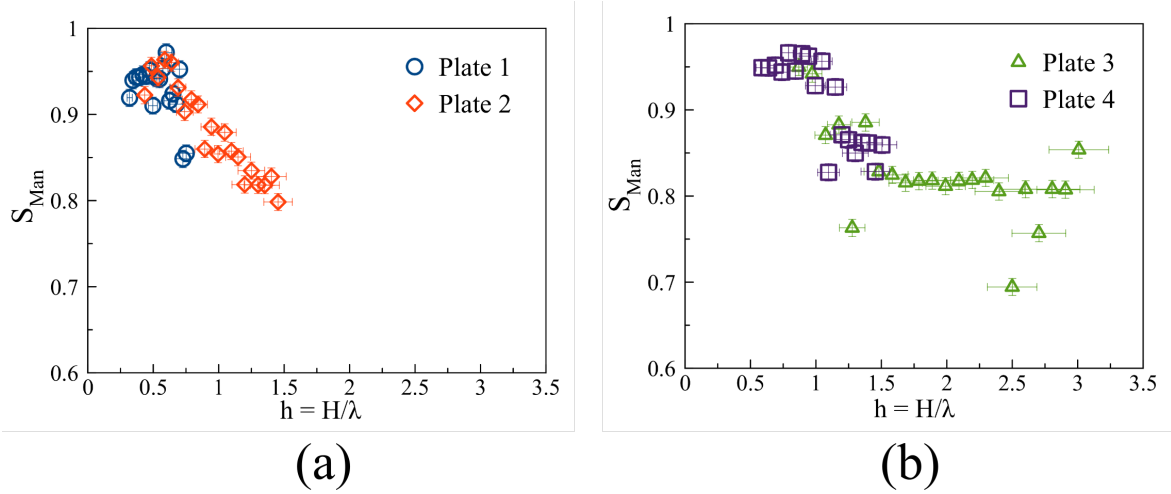 1
0.9
0.8
0.7
0.6
S_Man
0
0.5
1
1.5
2
2.5
3
3.5
h = H/λ
Plate 1
Plate 2
(a)
1
0.9
0.8
0.7
0.6
S_Man
0
0.5
1
1.5
2
2.5
3
3.5
h = H/λ
Plate 3
Plate 4
(b)